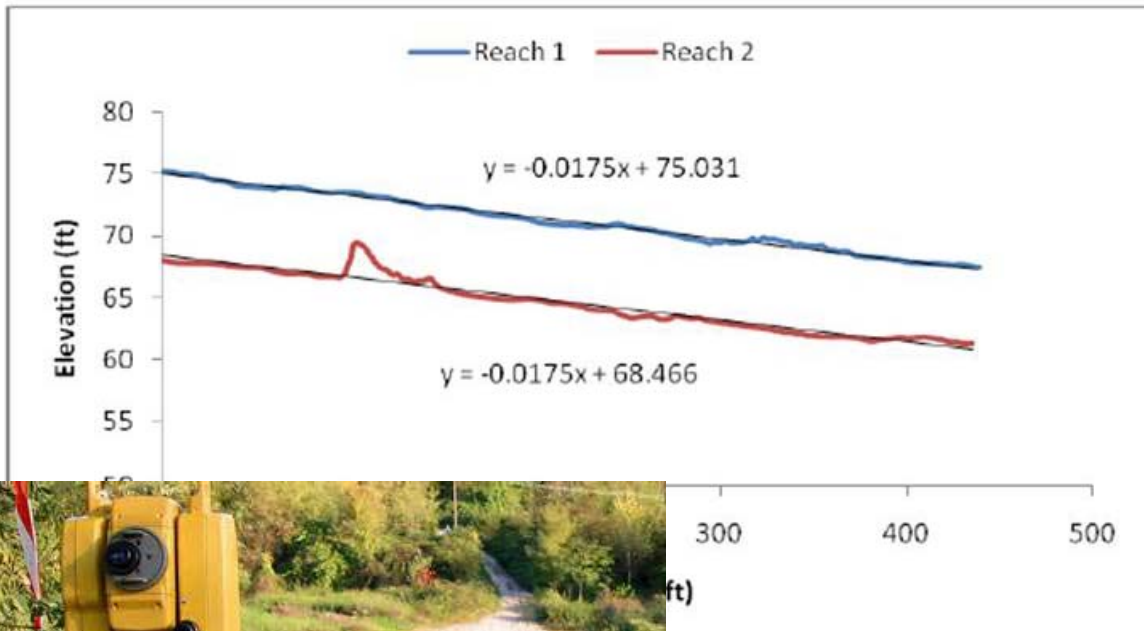 Reach 1 Reach 2
80
y = -0.0175x + 75.031
75
70
Elevation (ft)
65
60
y = -0.0175x + 68.466
55
300 400 500
ft)